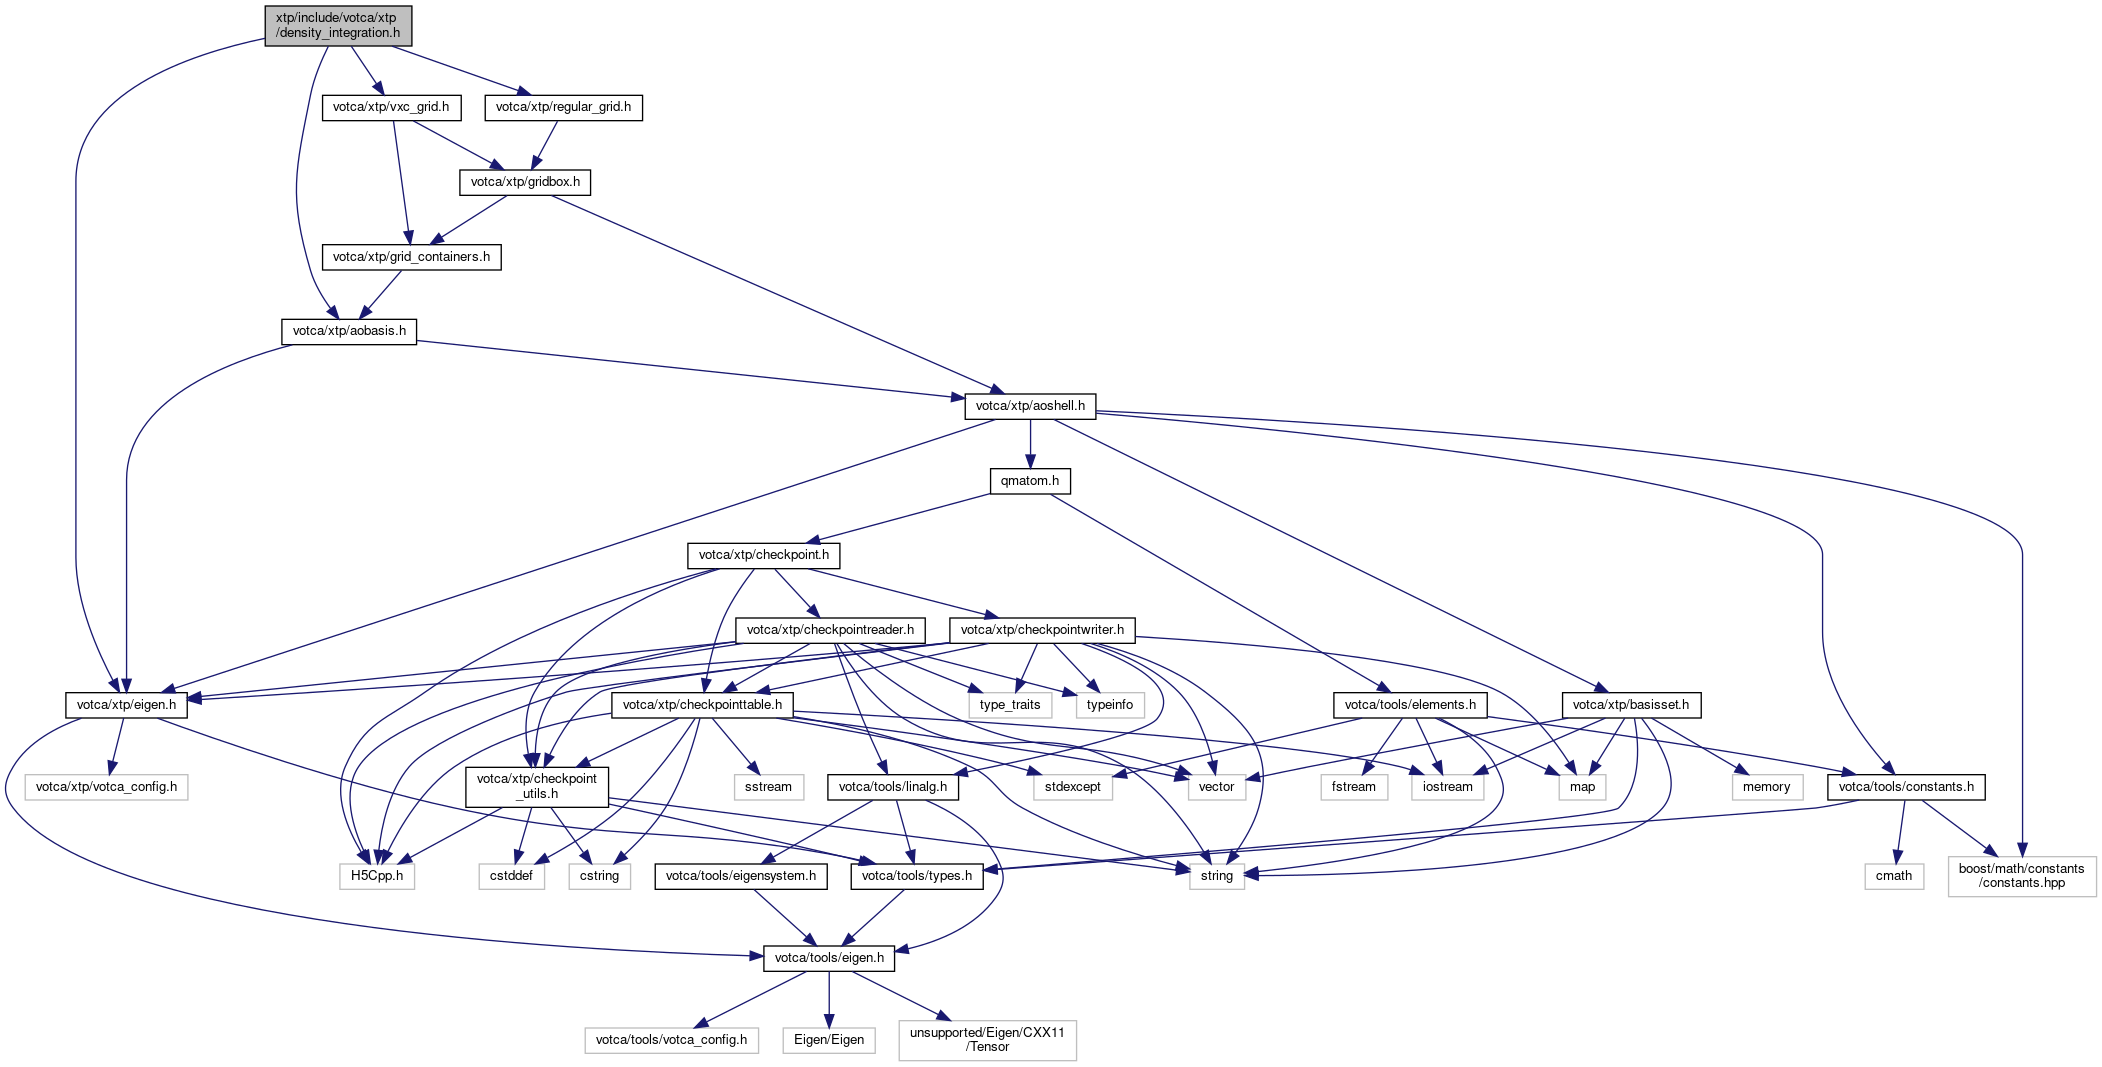 xtp/include/votca/xtp
/density_integration.h
votca/xtp/vxc_grid.h
votca/xtp/regular_grid.h
votca/xtp/gridbox.h
votca/xtp/grid_containers.h
votca/xtp/aobasis.h
votca/xtp/aoshell.h
qmatom.h
votca/xtp/checkpoint.h
votca/xtp/checkpointreader.h
votca/xtp/checkpointwriter.h
votca/xtp/eigen.h
votca/xtp/checkpointtable.h
type_traits
typeinfo
votca/tools/elements.h
votca/xtp/basisset.h
votca/xtp/votca_config.h
votca/xtp/checkpoint
_utils.h
sstream
votca/tools/linalg.h
stdexcept
vector
fstream
iostream
map
memory
votca/tools/constants.h
H5Cpp.h
cstddef
cstring
votca/tools/eigensystem.h
votca/tools/types.h
string
cmath
boost/math/constants
/constants.hpp
votca/tools/eigen.h
votca/tools/votca_config.h
Eigen/Eigen
unsupported/Eigen/CXX11
/Tensor